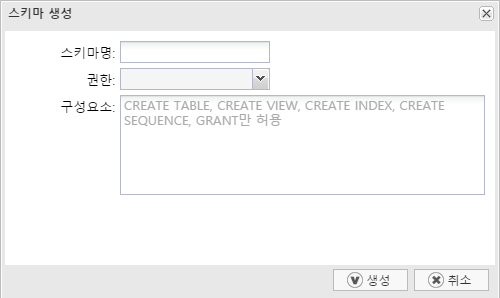 스키마 생성
스키마명:
권한:
구성요소:
CREATE TABLE, CREATE VIEW, CREATE INDEX, CREATE
SEQUENCE, GRANT만 허용
생성
취소